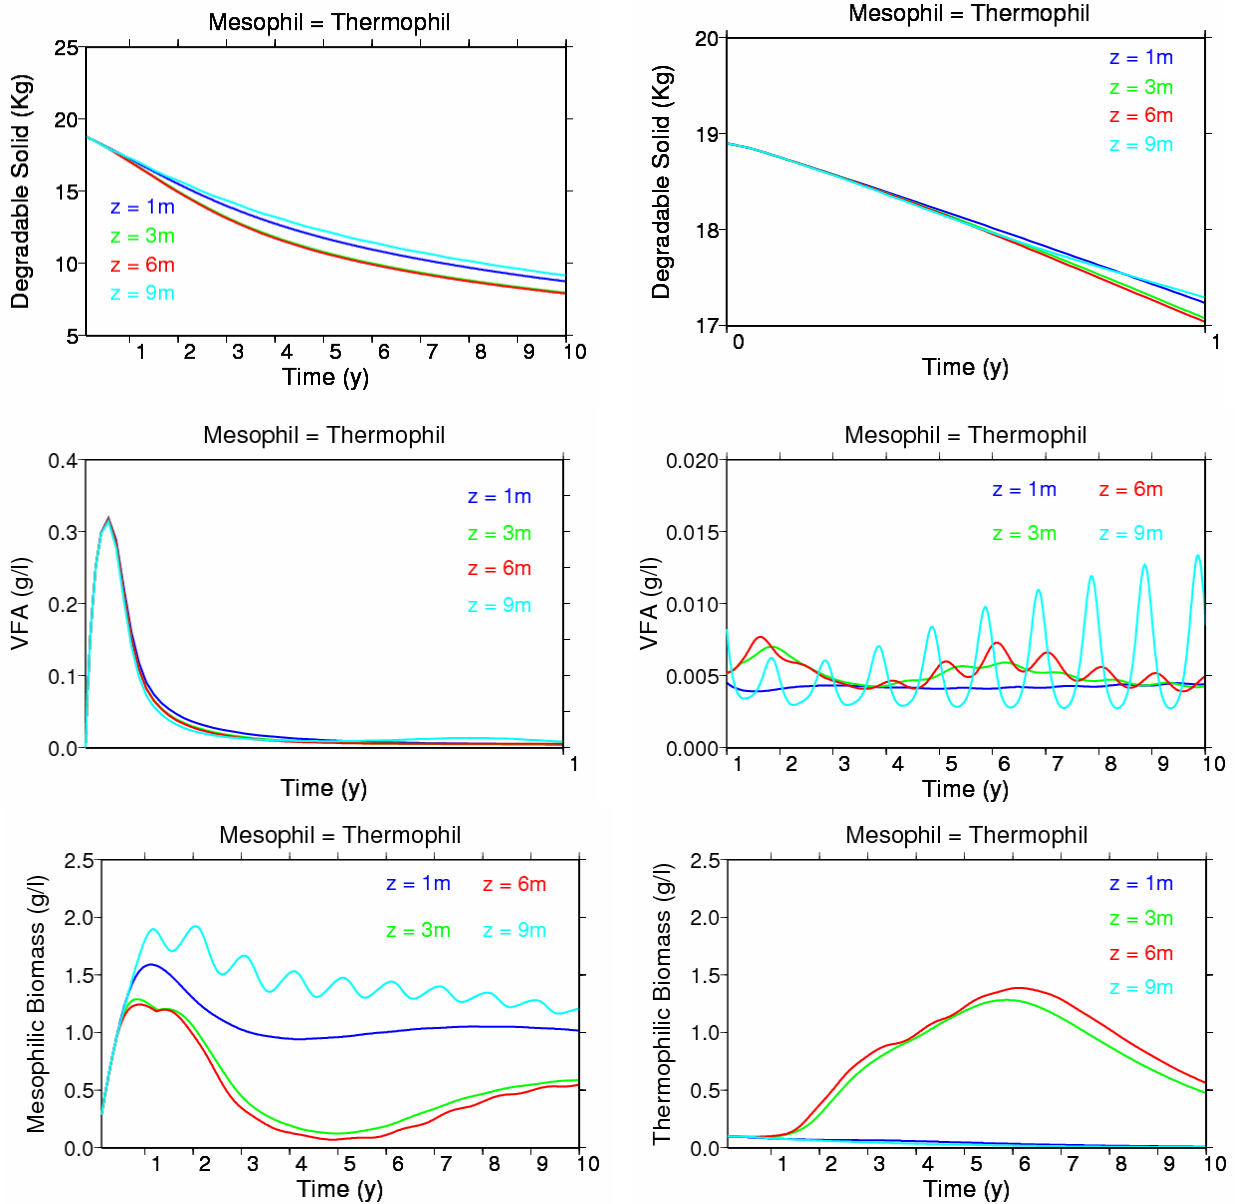 Mesophil = Thermophil
25
20
15
10
5
Degradable Solid (Kg)
z = 1m
z = 3m
z = 6m
z = 9m
1 2 3 4 5 6 7 8 9 10
Time (y)
Mesophil = Thermophil
20
19
18
17
Degradable Solid (Kg)
z = 1m
z = 3m
z = 6m
z = 9m
0 1
Time (y)
Mesophil = Thermophil
0.4
0.3
0.2
0.1
0.0
VFA (g/l)
z = 1m
z = 3m
z = 6m
z = 9m
1
Time (y)
Mesophil = Thermophil
0.020
0.015
0.010
0.005
0.000
VFA (g/l)
z = 1m z = 6m
z = 3m z = 9m
1 2 3 4 5 6 7 8 9 10
Time (y)
Mesophil = Thermophil
2.5
2.0
1.5
1.0
0.5
0.0
Mesophilic Biomass (g/l)
z = 1m z = 6m
z = 3m z = 9m
1 2 3 4 5 6 7 8 9 10
Time (y)
Mesophil = Thermophil
2.5
2.0
1.5
1.0
0.5
0.0
Thermophilic Biomass (g/l)
z = 1m
z = 3m
z = 6m
z = 9m
1 2 3 4 5 6 7 8 9 10
Time (y)